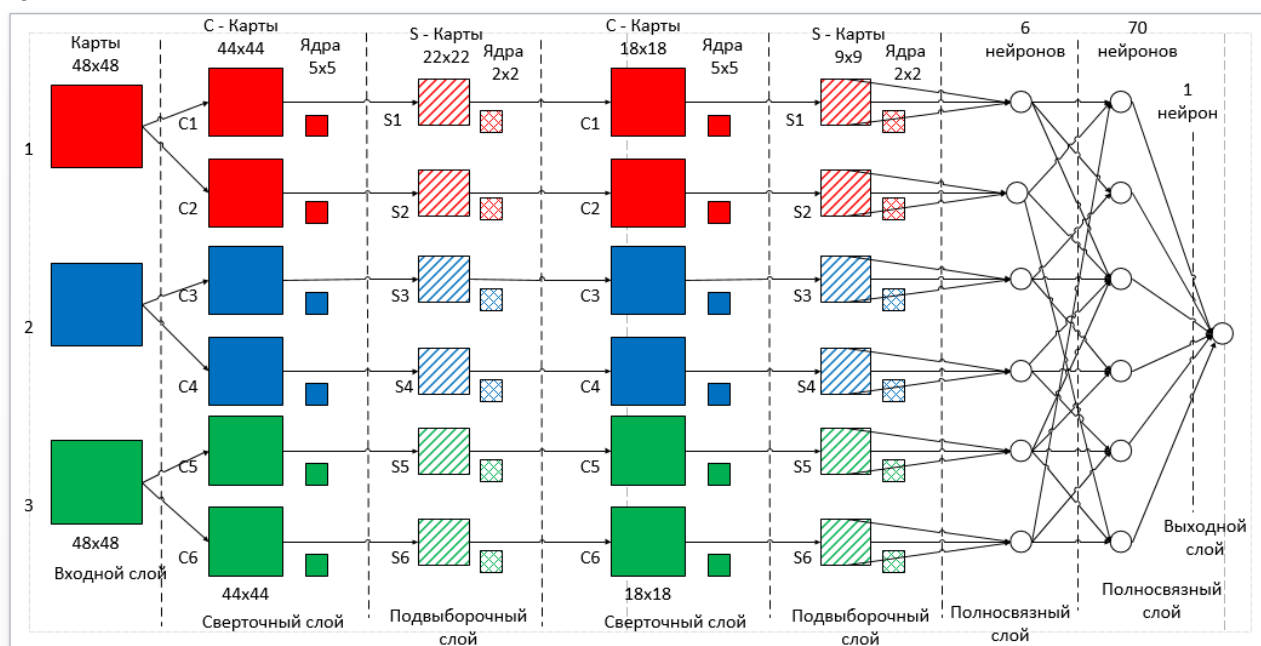 Карты
48x48
C - Карты
44x44
Ядра
5x5
S - Карты
22x22
Ядра
2x2
C - Карты
18x18
Ядра
5x5
S - Карты
9x9
Ядра
2x2
6
нейронов
70
нейронов
1
нейрон
1
2
3
C1
C2
C3
C4
C5
C6
S1
S2
S3
S4
S5
S6
C1
C2
C3
C4
C5
C6
S1
S2
S3
S4
S5
S6
48x48
Входной слой
44x44
Сверточный слой
Подвыборочный
слой
18x18
Сверточный слой
Подвыборочный
слой
Полносвязный
слой
Полносвязный
слой
Выходной
слой